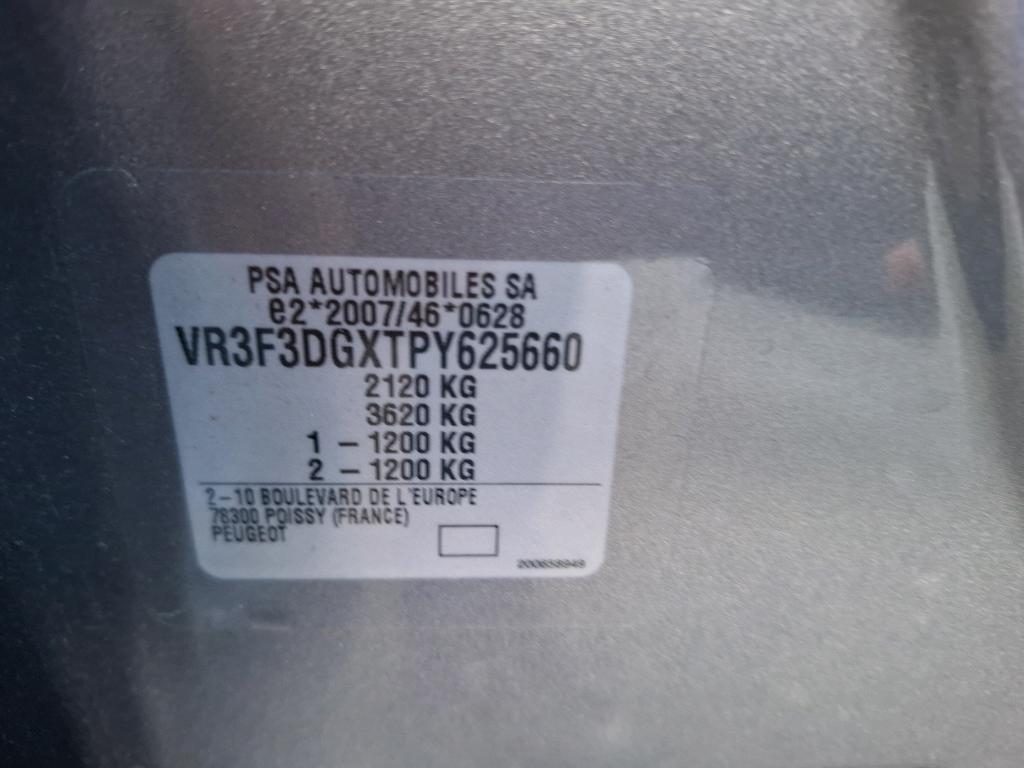 PSA AUTOMOBILES SA
e2*2007/46*0628
VR3F3DGXTPY625660
2120 KG
3620 KG
1 – 1200 KG
2 – 1200 KG
2–10 BOULEVARD DE L'EUROPE
78300 POISSY (FRANCE)
PEUGEOT
200658949